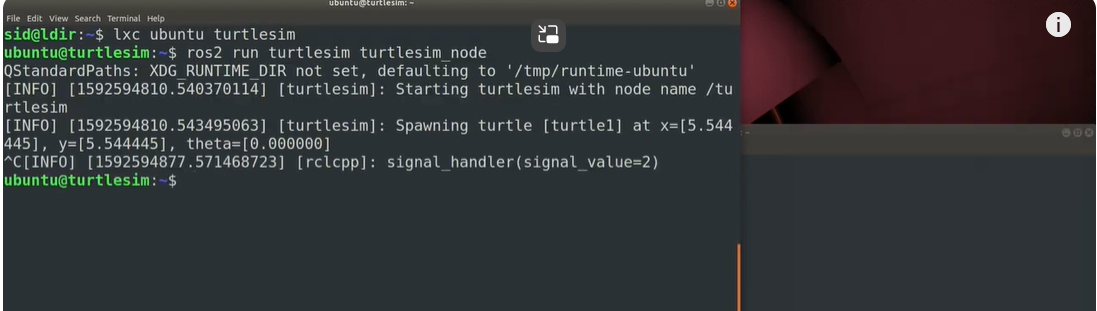 ubuntu@turtlesim: ~
File Edit View Search Terminal Help
sid@ldir:~$ lxc ubuntu turtlesim
ubuntu@turtlesim:~$ ros2 run turtlesim turtlesim_node
QStandardPaths: XDG_RUNTIME_DIR not set, defaulting to '/tmp/runtime-ubuntu'
[INFO] [1592594810.540370114] [turtlesim]: Starting turtlesim with node name /tu
rtlesim
[INFO] [1592594810.543495063] [turtlesim]: Spawning turtle [turtle1] at x=[5.544
445], y=[5.544445], theta=[0.000000]
^C[INFO] [1592594877.571468723] [rclcpp]: signal_handler(signal_value=2)
ubuntu@turtlesim:~$